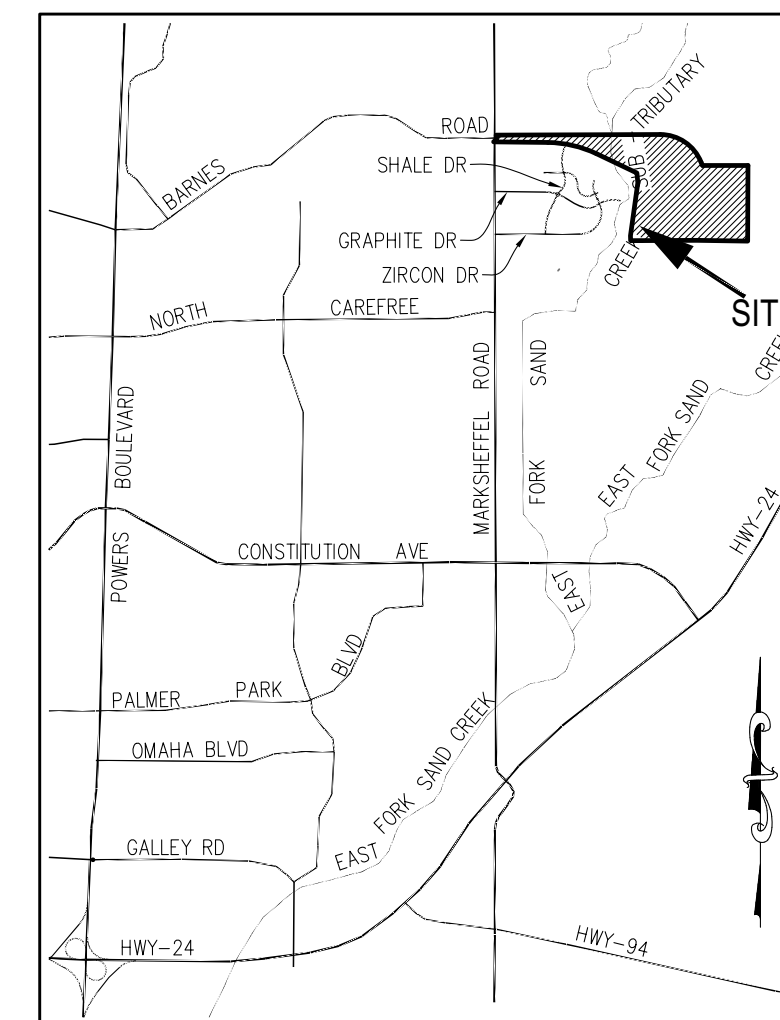 SUB-TRIBUTARY
ROAD
SHALE DR
BARNES
GRAPHITE DR
ZIRCON DR
CREEK
SIT
NORTH
CAREFREE
CREE
MARKSHEFFEL ROAD
FORK SAND
EAST FORK SAND
HWY-24
POWERS BOULEVARD
CONSTITUTION AVE
EAST
BLVD
PALMER PARK
OMAHA BLVD
EAST FORK SAND CREEK
GALLEY RD
HWY-24
HWY-94